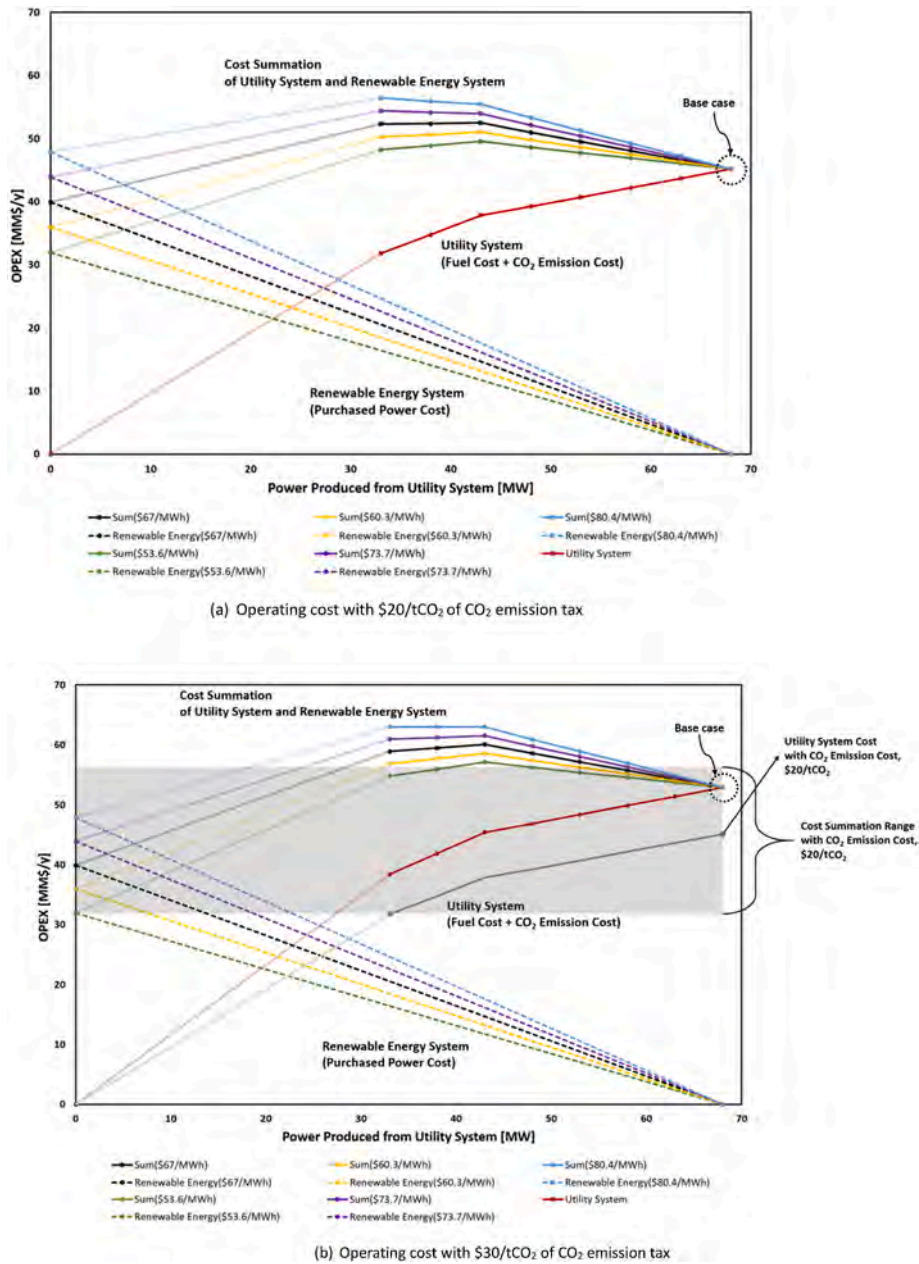 70
60
50
40
30
20
10
0
OPEX [MM$/y]
Cost Summation
of Utility System and Renewable Energy System
Base case
Utility System
(Fuel Cost + CO₂ Emission Cost)
Renewable Energy System
(Purchased Power Cost)
0 10 20 30 40 50 60 70
Power Produced from Utility System [MW]
Sum($67/MWh) Sum($60.3/MWh) Sum($80.4/MWh)
Renewable Energy($67/MWh) Renewable Energy($60.3/MWh) Renewable Energy($80.4/MWh)
Sum($53.6/MWh) Sum($73.7/MWh) Utility System
Renewable Energy($53.6/MWh) Renewable Energy($73.7/MWh)
(a) Operating cost with $20/tCO₂ of CO₂ emission tax
70
60
50
40
30
20
10
0
OPEX [MM$/y]
Cost Summation
of Utility System and Renewable Energy System
Base case
Utility System Cost
with CO₂ Emission Cost,
$20/tCO₂
Cost Summation Range
with CO₂ Emission Cost,
$20/tCO₂
Utility System
(Fuel Cost + CO₂ Emission Cost)
Renewable Energy System
(Purchased Power Cost)
0 10 20 30 40 50 60 70
Power Produced from Utility System [MW]
Sum($67/MWh) Sum($60.3/MWh) Sum($80.4/MWh)
Renewable Energy($67/MWh) Renewable Energy($60.3/MWh) Renewable Energy($80.4/MWh)
Sum($53.6/MWh) Sum($73.7/MWh) Utility System
Renewable Energy($53.6/MWh) Renewable Energy($73.7/MWh)
(b) Operating cost with $30/tCO₂ of CO₂ emission tax